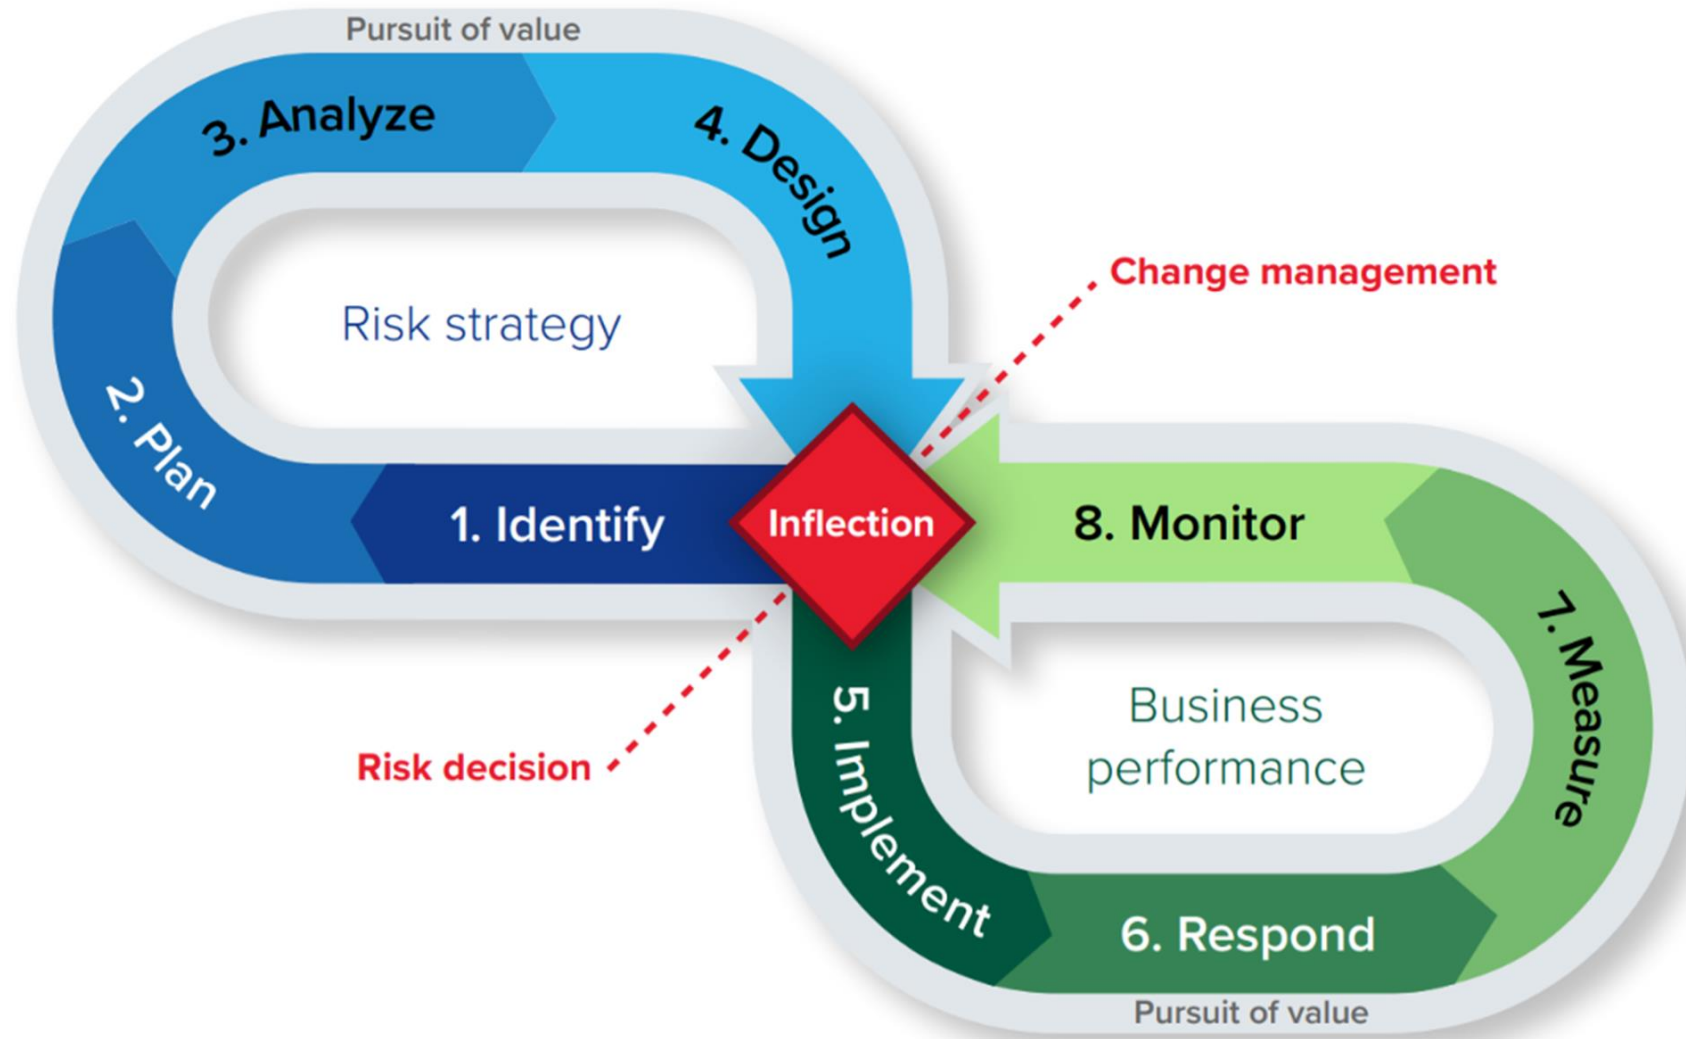 Pursuit of value
3. Analyze
4. Design
Change management
Risk strategy
2. Plan
1. Identify
Inflection
8. Monitor
7. Measure
5. Implement
Business
performance
Risk decision
6. Respond
Pursuit of value